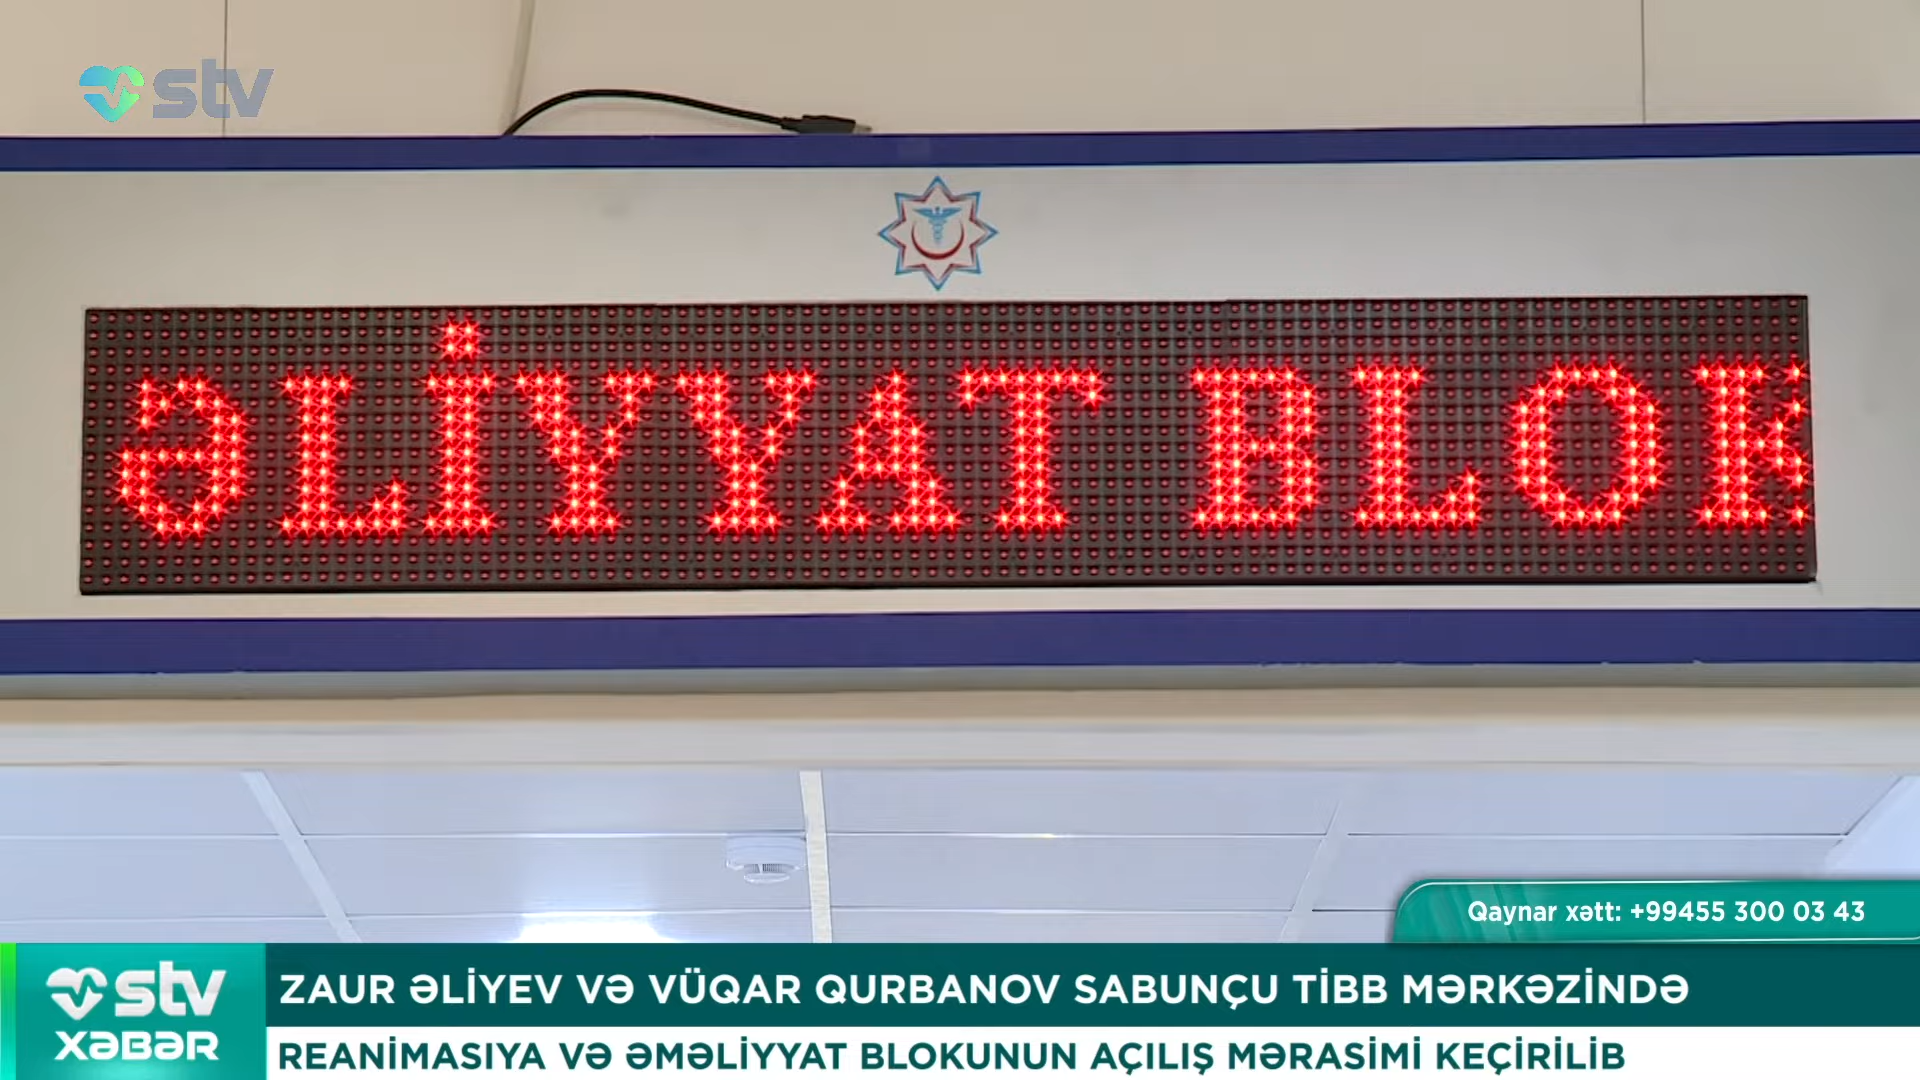 stv
ƏLİYYAT BLOK
Qaynar xətt: +99455 300 03 43
stv
XƏBƏR
ZAUR ƏLİYEV VƏ VÜQAR QURBANOV SABUNÇU TİBB MƏRKƏZİNDƏ
REANİMASIYA VƏ ƏMƏLİYYAT BLOKUNUN AÇILIŞ MƏRASİMİ KEÇİRİLİB